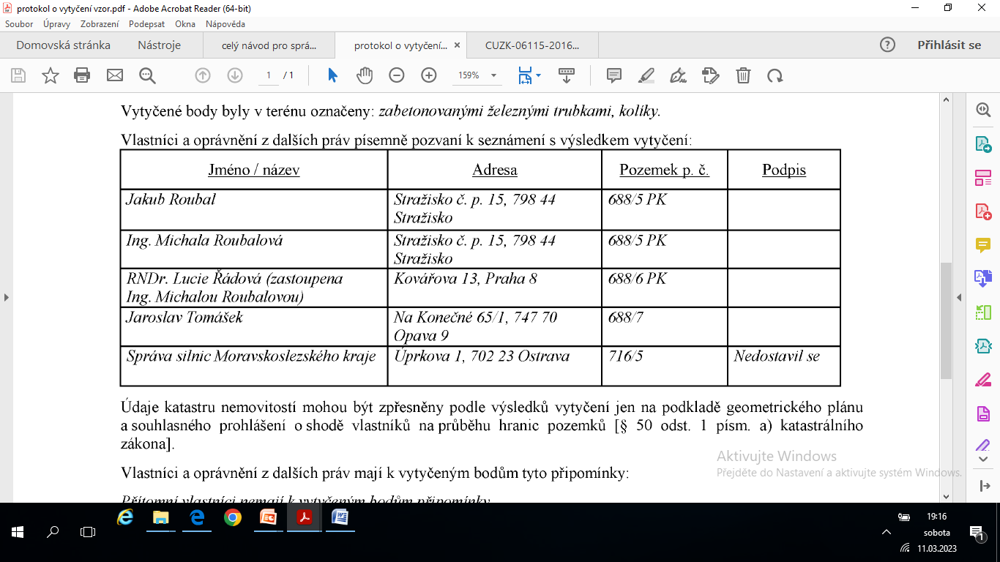 protokol o vytyčení vzor.pdf - Adobe Acrobat Reader (64-bit)
Soubor Úpravy Zobrazení Podepsat Okna Nápověda
Domovská stránka Nástroje celý návod pro sprá... protokol o vytyčení... × CUZK-06115-2016... Přihlásit se
1 / 1 159%
Vytyčené body byly v terénu označeny: zabetonovanými železnými trubkami, kolíky.
Vlastníci a oprávnění z dalších práv písemně pozvaní k seznámení s výsledkem vytyčení:
Jméno / název Adresa Pozemek p. č. Podpis
Jakub Roubal Stražisko č. p. 15, 798 44 688/5 PK
Stražisko
Ing. Michala Roubalová Stražisko č. p. 15, 798 44 688/5 PK
Stražisko
RNDr. Lucie Řádová (zastoupena Kovářova 13, Praha 8 688/6 PK
Ing. Michalou Roubalovou)
Jaroslav Tomášek Na Konečné 65/1, 747 70 688/7
Opava 9
Správa silnic Moravskoslezského kraje Úprkova 1, 702 23 Ostrava 716/5 Nedostavil se
Údaje katastru nemovitostí mohou být zpřesněny podle výsledků vytyčení jen na podkladě geometrického plánu
a souhlasného prohlášení o shodě vlastníků na průběhu hranic pozemků [§ 50 odst. 1 písm. a) katastrálního
zákona].
Aktivujte Windows
Přejděte do Nastavení a aktivujte systém Windows.
Vlastníci a oprávnění z dalších práv mají k vytyčeným bodům tyto připomínky:
Přítomní vlastníci nemají k vytyčeným bodům připomínky
19:16
sobota
11.03.2023
1